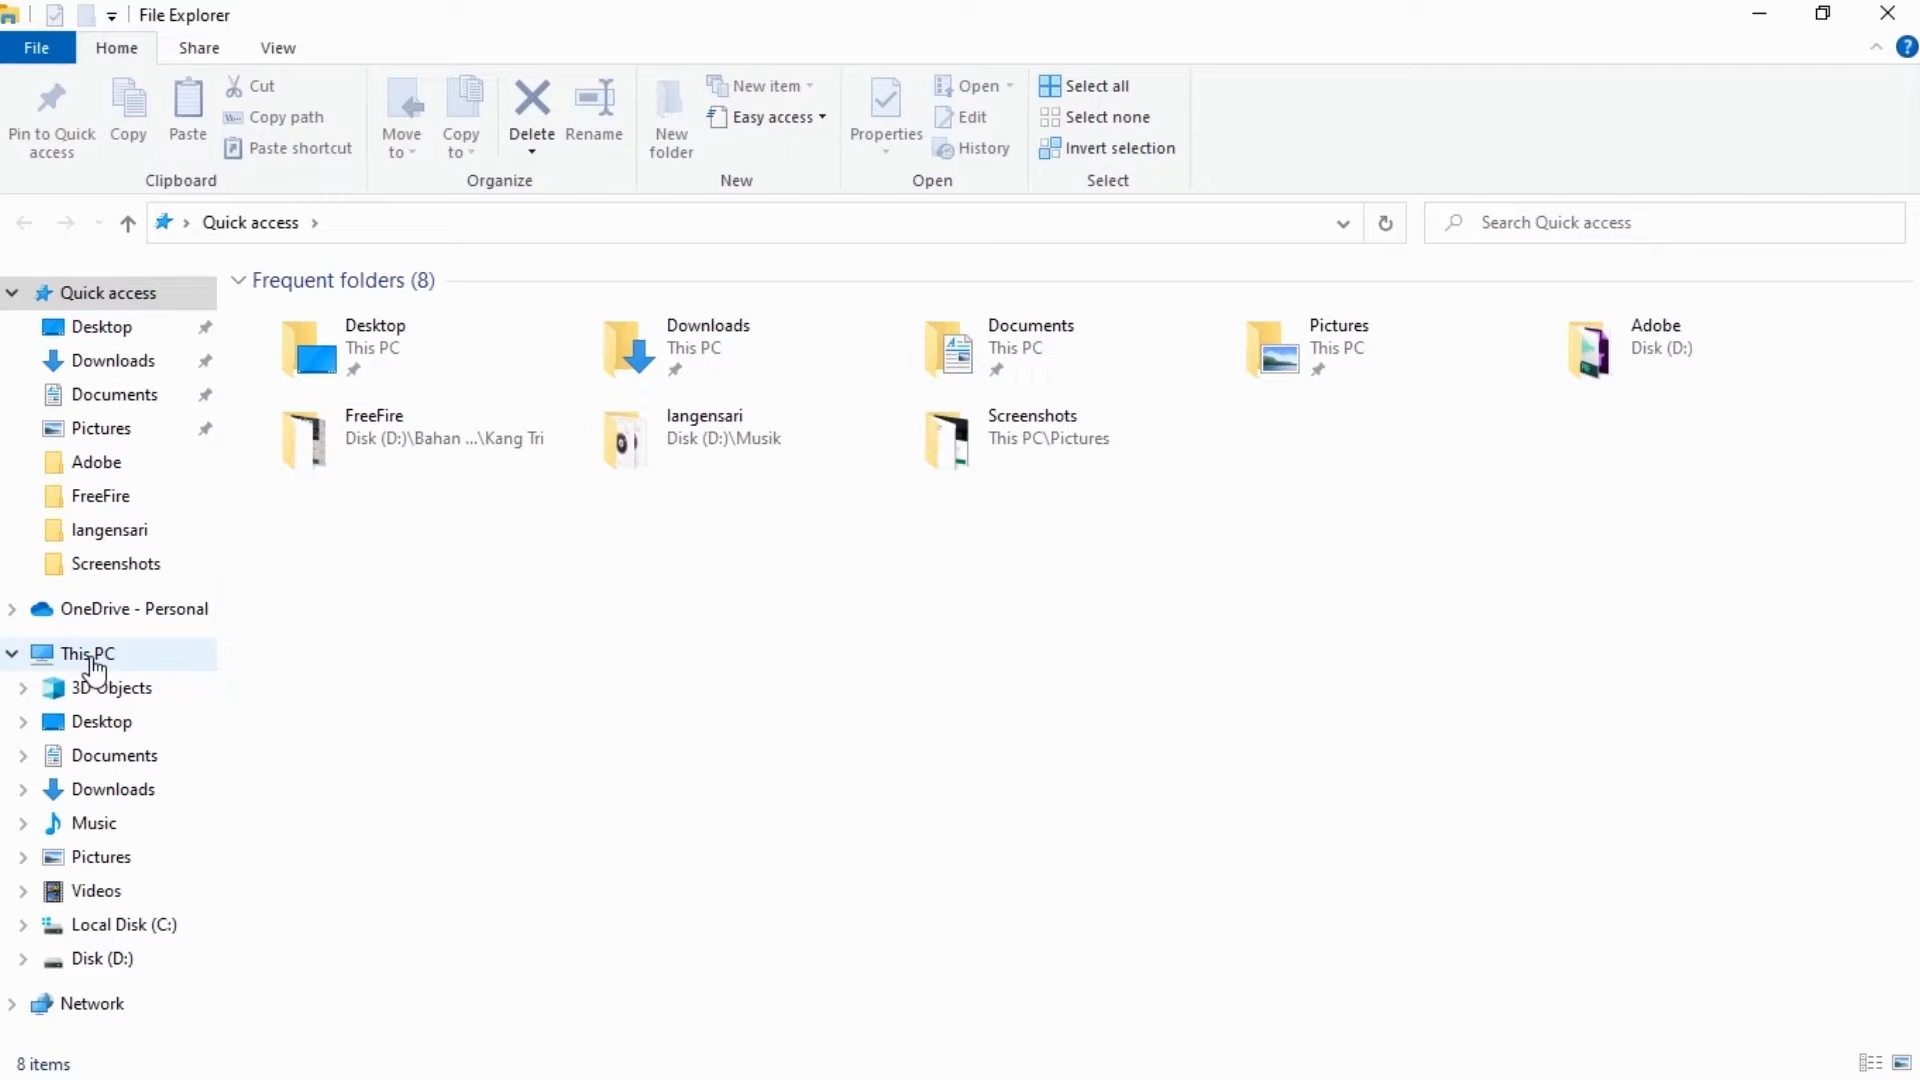 File Explorer
File Home Share View
Pin to Quick access
Copy
Paste
Cut
Copy path
Paste shortcut
Clipboard
Move to
Copy to
Delete
Rename
Organize
New folder
New item
Easy access
New
Properties
Open
Edit
History
Open
Select all
Select none
Invert selection
Select
Quick access
Search Quick access
Quick access
Desktop
Downloads
Documents
Pictures
Adobe
FreeFire
langensari
Screenshots
OneDrive - Personal
This PC
3D Objects
Desktop
Documents
Downloads
Music
Pictures
Videos
Local Disk (C:)
Disk (D:)
Network
Frequent folders (8)
Desktop
This PC
Downloads
This PC
Documents
This PC
Pictures
This PC
Adobe
Disk (D:)
FreeFire
Disk (D:)\Bahan ...\Kang Tri
langensari
Disk (D:)\Musik
Screenshots
This PC\Pictures
8 items